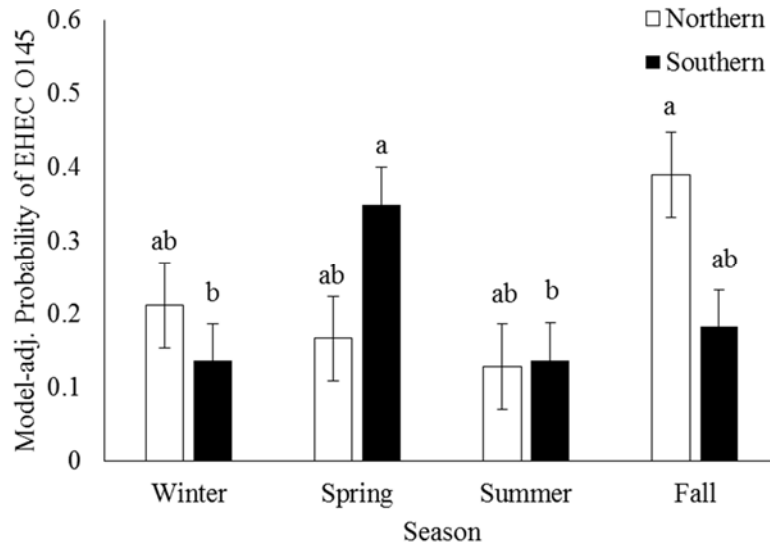 Model-adj. Probability of EHEC O145
0.6
0.5
0.4
0.3
0.2
0.1
0
Northern
Southern
ab
b
ab
a
ab
b
a
ab
Winter
Spring
Summer
Fall
Season